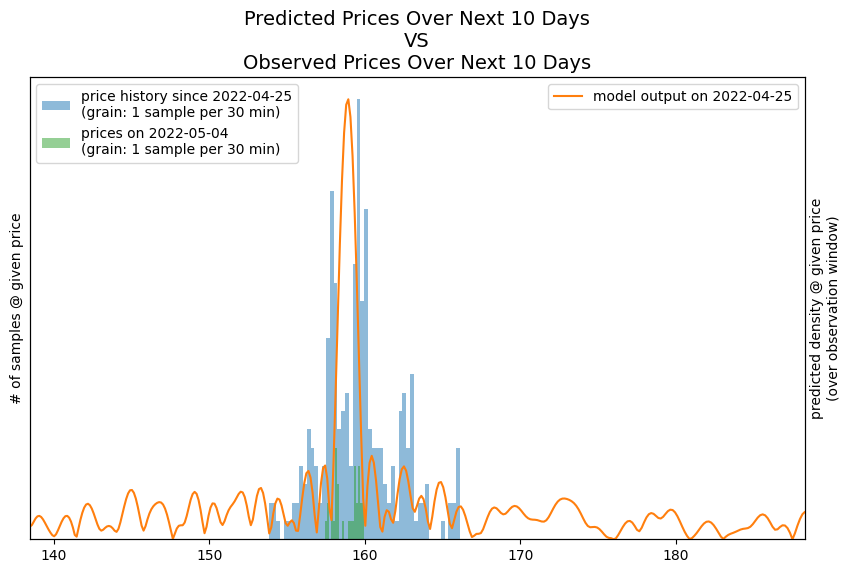 Predicted Prices Over Next 10 Days
VS
Observed Prices Over Next 10 Days
price history since 2022-04-25
(grain: 1 sample per 30 min)
prices on 2022-05-04
(grain: 1 sample per 30 min)
model output on 2022-04-25
# of samples @ given price
predicted density @ given price
(over observation window)
140
150
160
170
180